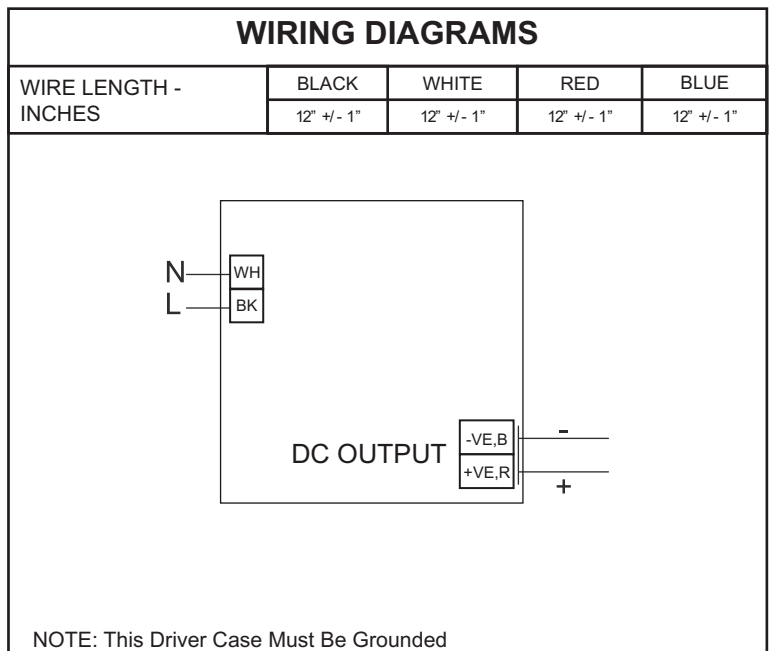 WIRING DIAGRAMS
WIRE LENGTH -
INCHES
BLACK WHITE RED BLUE
12” +/- 1” 12” +/- 1” 12” +/- 1” 12” +/- 1”
N WH
L BK
DC OUTPUT
-VE,B -
+VE,R +
NOTE: This Driver Case Must Be Grounded